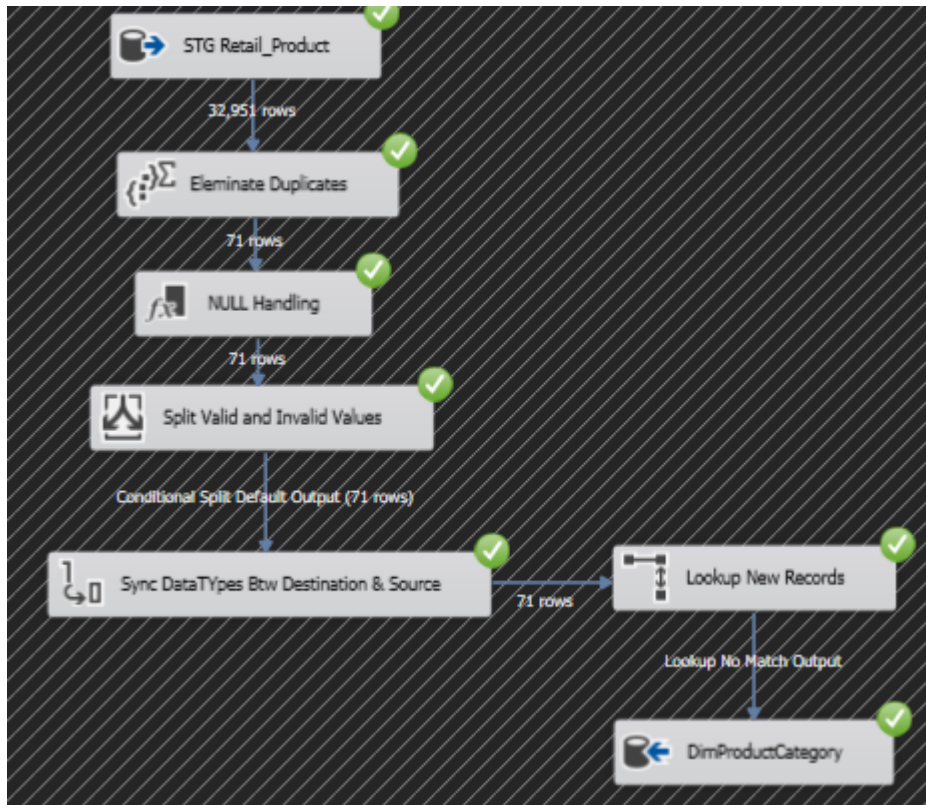 STG Retail_Product
32,951 rows
Eleminate Duplicates
71 rows
NULL Handling
71 rows
Split Valid and Invalid Values
Conditional Split Default Output (71 rows)
Sync DataTYpes Btw Destination & Source
71 rows
Lookup New Records
Lookup No Match Output
DimProductCategory